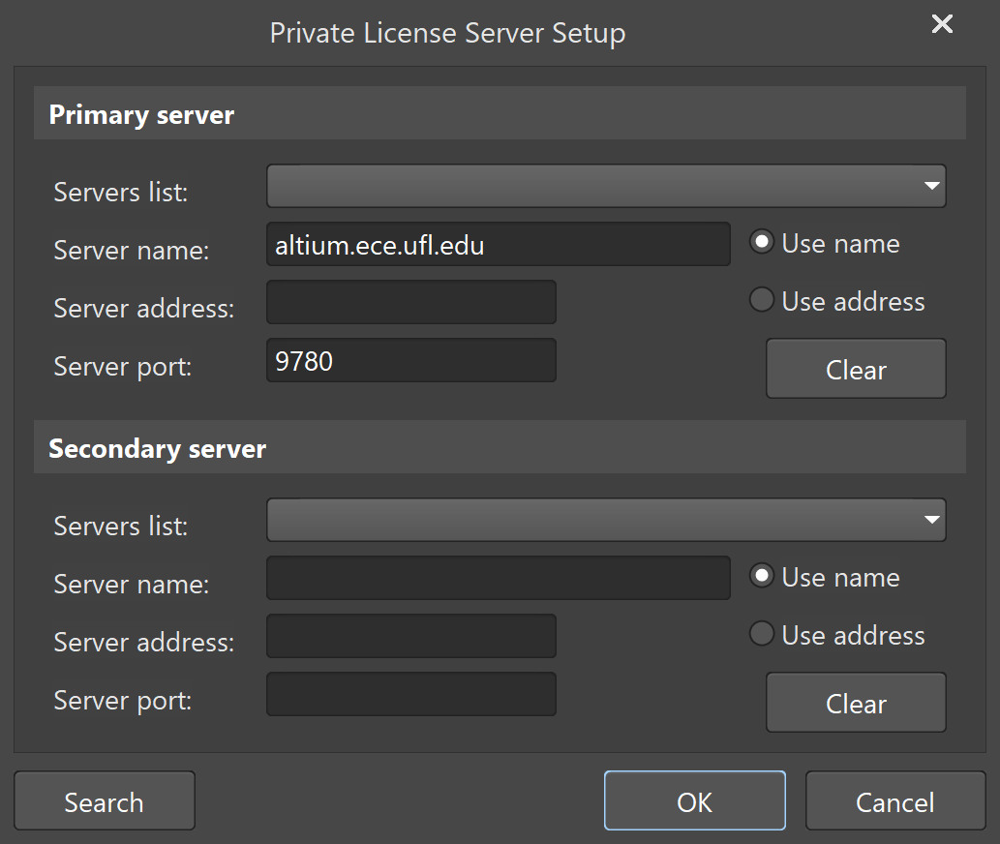 Private License Server Setup
Primary server
Servers list:
Server name: altium.ece.ufl.edu Use name
Server address: Use address
Server port: 9780 Clear
Secondary server
Servers list:
Server name: Use name
Server address: Use address
Server port: Clear
Search OK Cancel